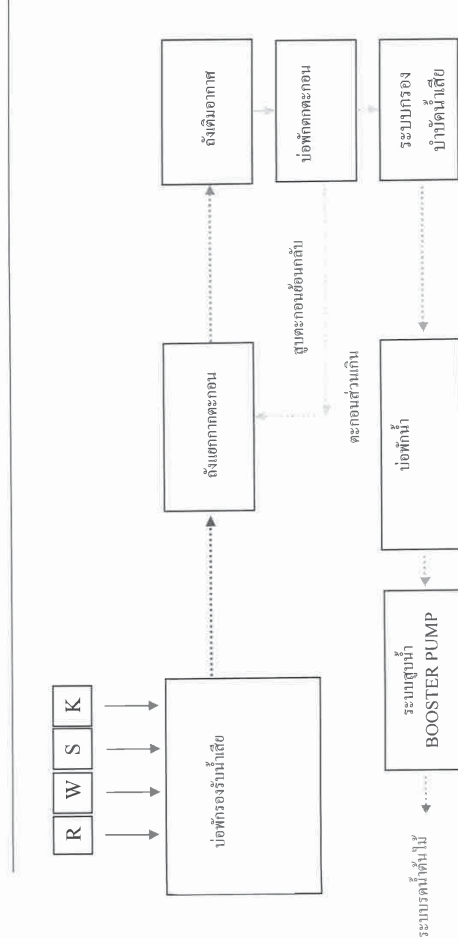 R
W
S
K
บ่อพักรองรับน้ำเสีย
ถังแยกกากตะกอน
ถังเติมอากาศ
สูบตะกอนย้อนกลับ
บ่อพักตกตะกอน
ตะกอนส่วนเกิน
ระบบกรอง
บำบัดน้ำเสีย
บ่อพักน้ำ
ระบบสูบน้ำ
BOOSTER PUMP
ระบบรดน้ำต้นไม้